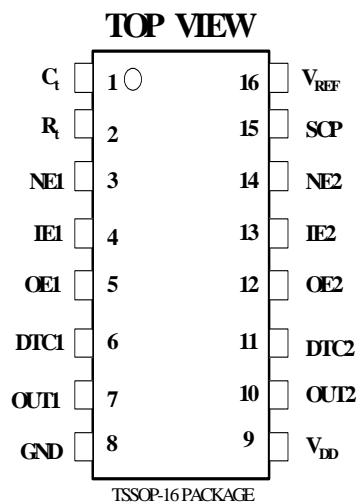 TOP VIEW
Ct 1 16 VREF
Rt 2 15 SCP
NE1 3 14 NE2
IE1 4 13 IE2
OE1 5 12 OE2
DTC1 6 11 DTC2
OUT1 7 10 OUT2
GND 8 9 VDD
TSSOP-16 PACKAGE